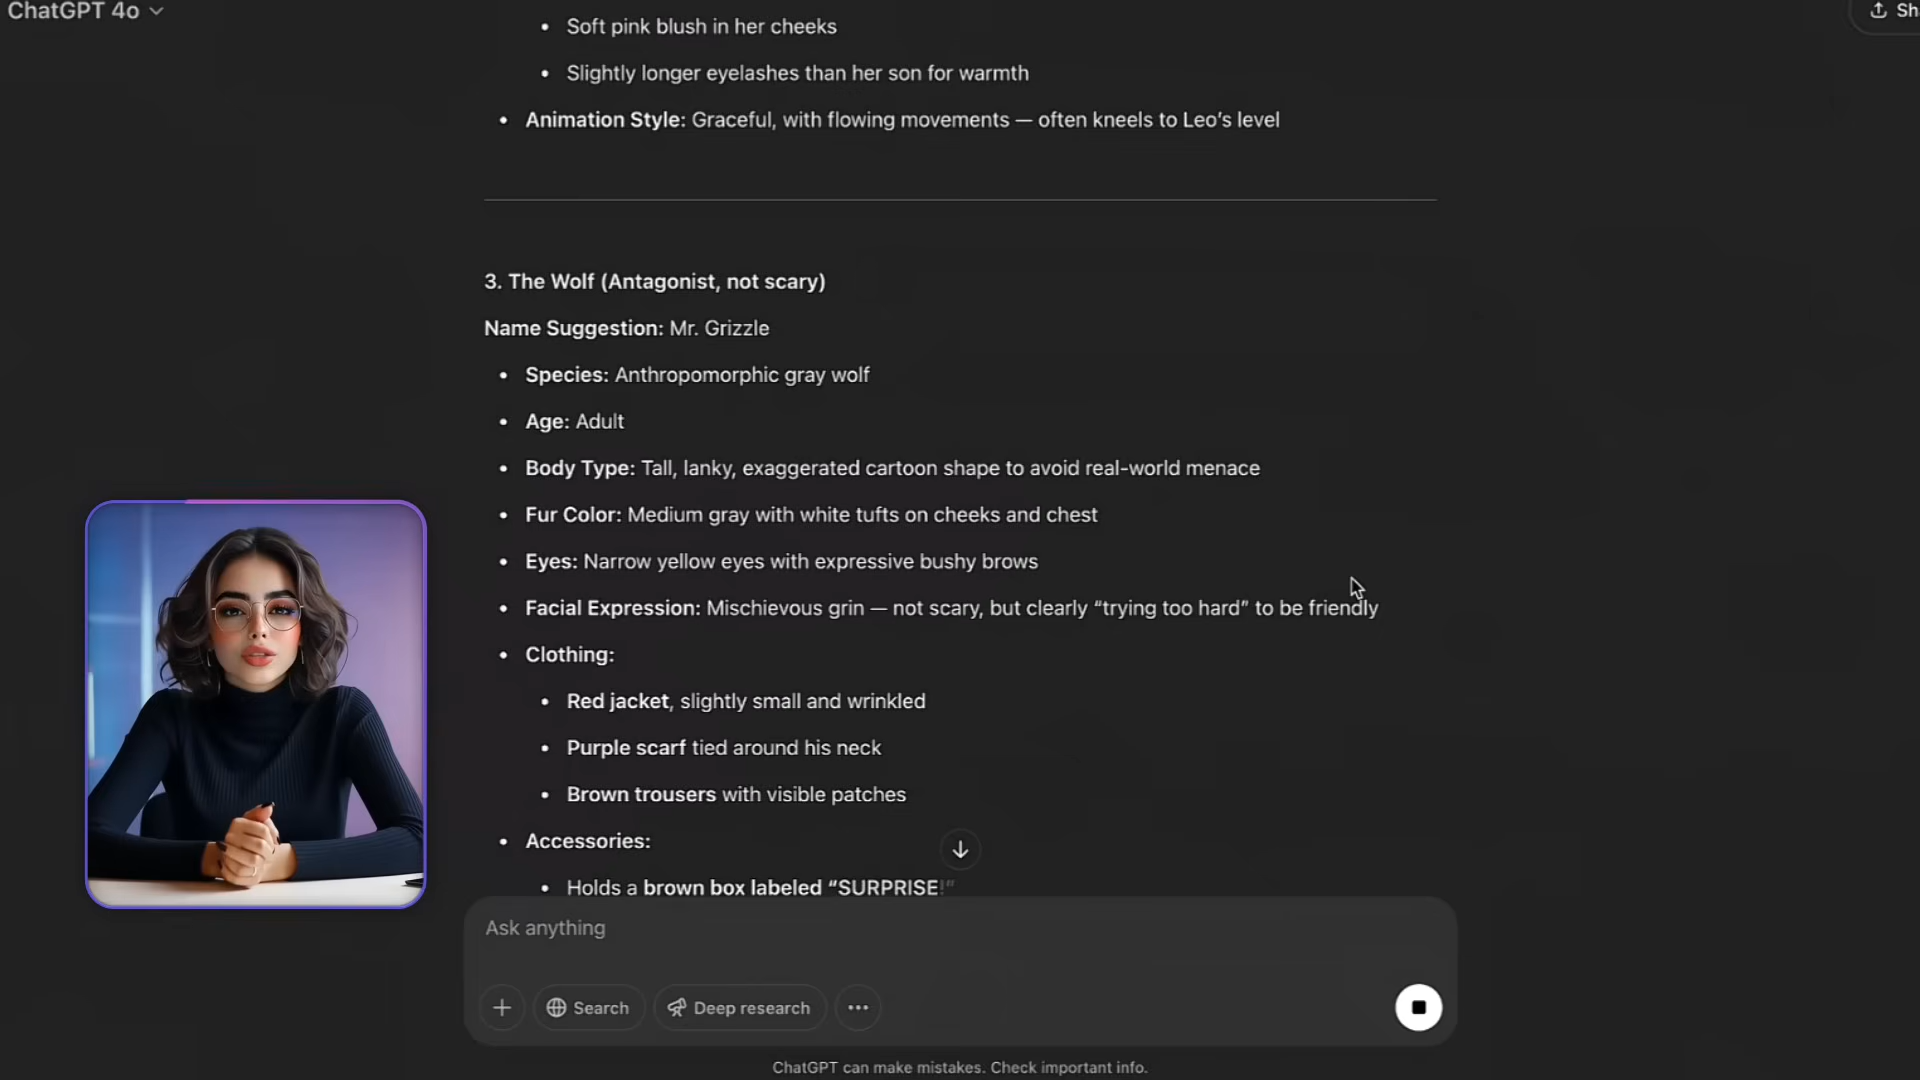 ChatGPT 4o
Sh
Soft pink blush in her cheeks
Slightly longer eyelashes than her son for warmth
Animation Style: Graceful, with flowing movements — often kneels to Leo’s level
3. The Wolf (Antagonist, not scary)
Name Suggestion: Mr. Grizzle
Species: Anthropomorphic gray wolf
Age: Adult
Body Type: Tall, lanky, exaggerated cartoon shape to avoid real-world menace
Fur Color: Medium gray with white tufts on cheeks and chest
Eyes: Narrow yellow eyes with expressive bushy brows
Facial Expression: Mischievous grin — not scary, but clearly “trying too hard” to be friendly
Clothing:
Red jacket, slightly small and wrinkled
Purple scarf tied around his neck
Brown trousers with visible patches
Accessories:
Holds a brown box labeled “SURPRISE!”
Ask anything
Search
Deep research
ChatGPT can make mistakes. Check important info.